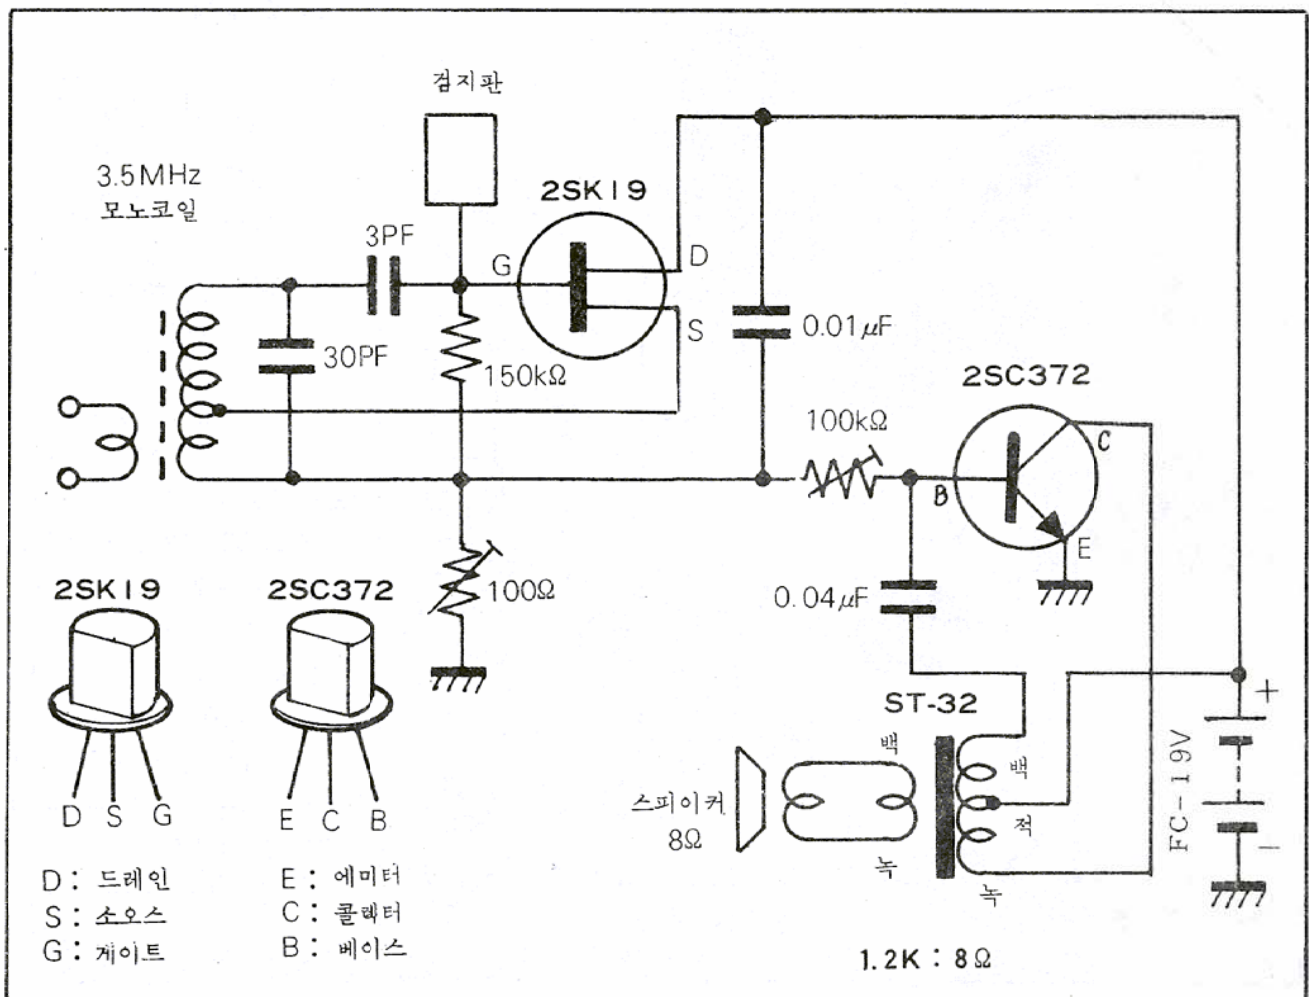 검지판
3.5MHz
모노코일
2SK19
3PF
G
D
S
30PF
150kΩ
0.01μF
2SC372
100kΩ
C
B
E
100Ω
0.04μF
2SK19
2SC372
D S G
E C B
ST-32
백
백
적
녹
녹
스피이커
8Ω
FC-19V
+
-
D : 드레인
S : 소오스
G : 게이트
E : 에미터
C : 콜렉터
B : 베이스
1.2K : 8Ω